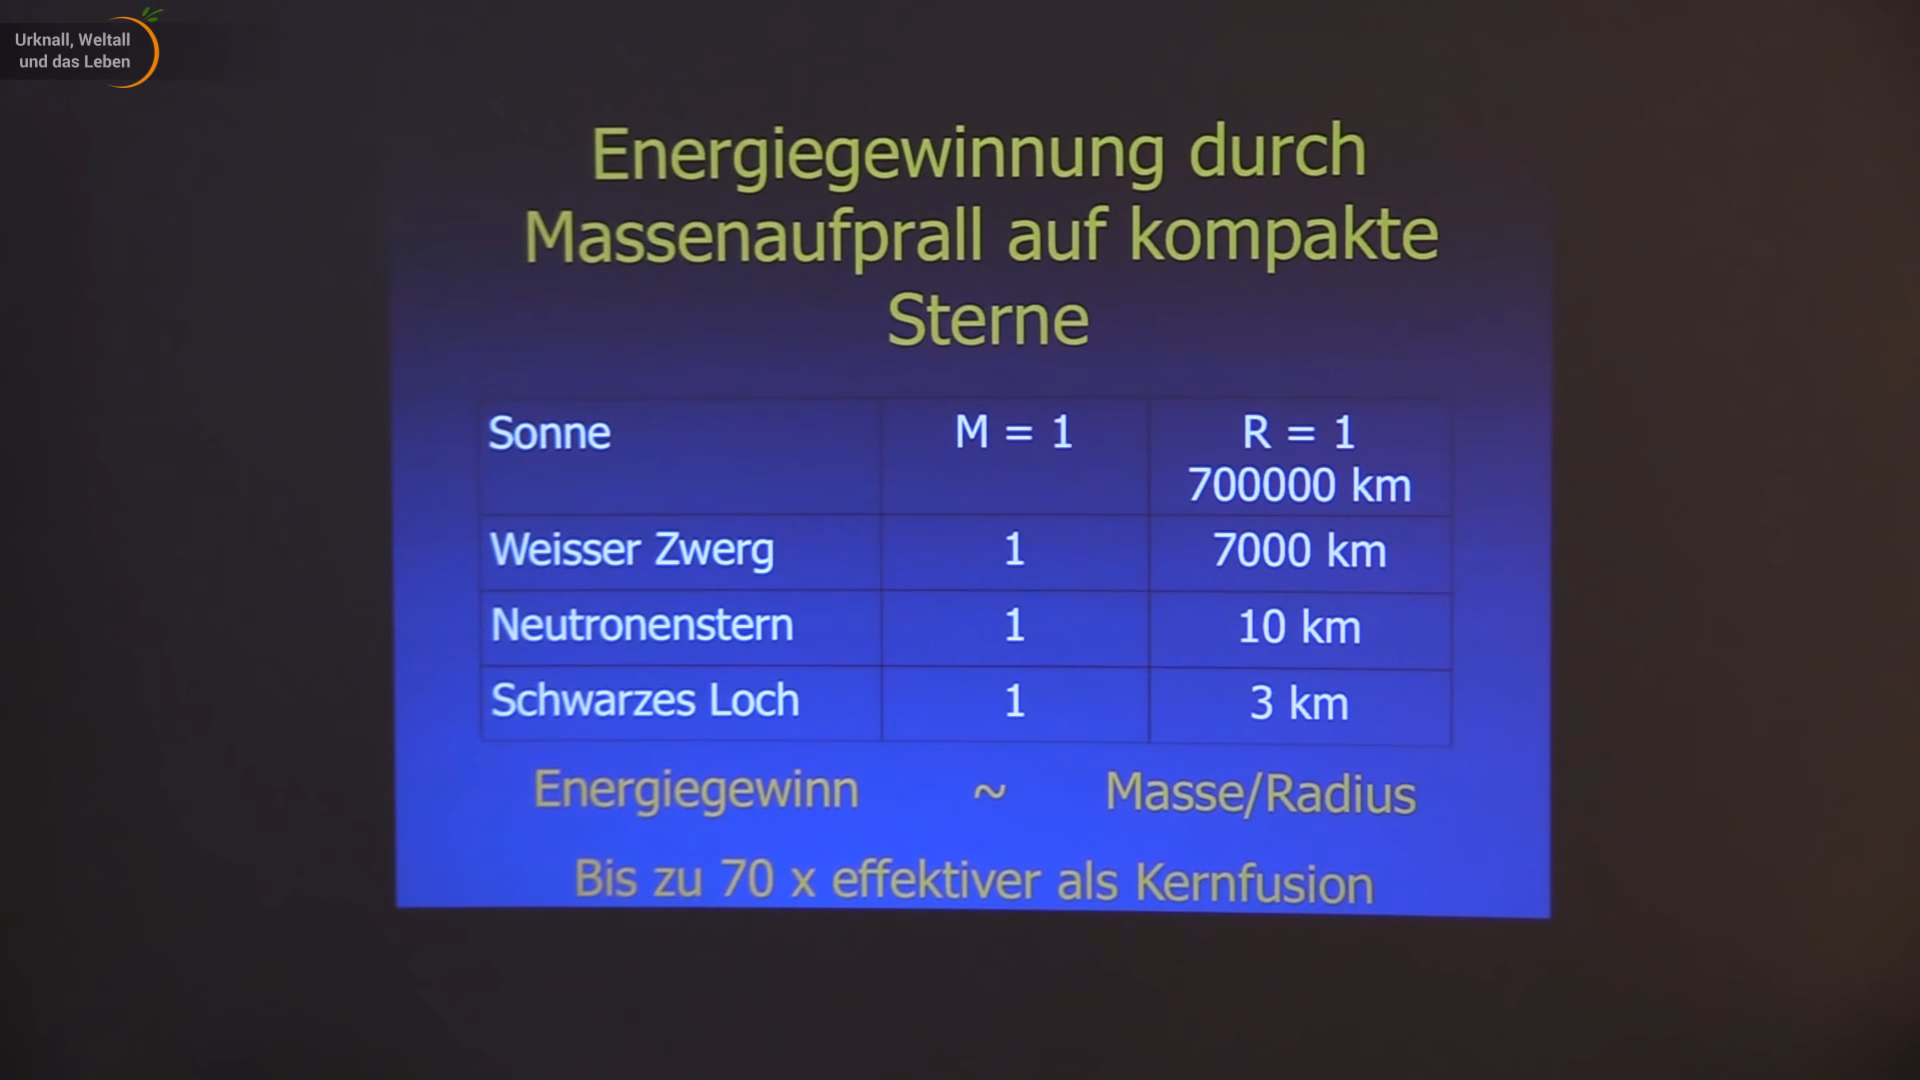 Urknall, Weltall
und das Leben
Energiegewinnung durch
Massenaufprall auf kompakte
Sterne
Sonne M = 1 R = 1
700000 km
Weisser Zwerg 1 7000 km
Neutronenstern 1 10 km
Schwarzes Loch 1 3 km
Energiegewinn ~ Masse/Radius
Bis zu 70 x effektiver als Kernfusion